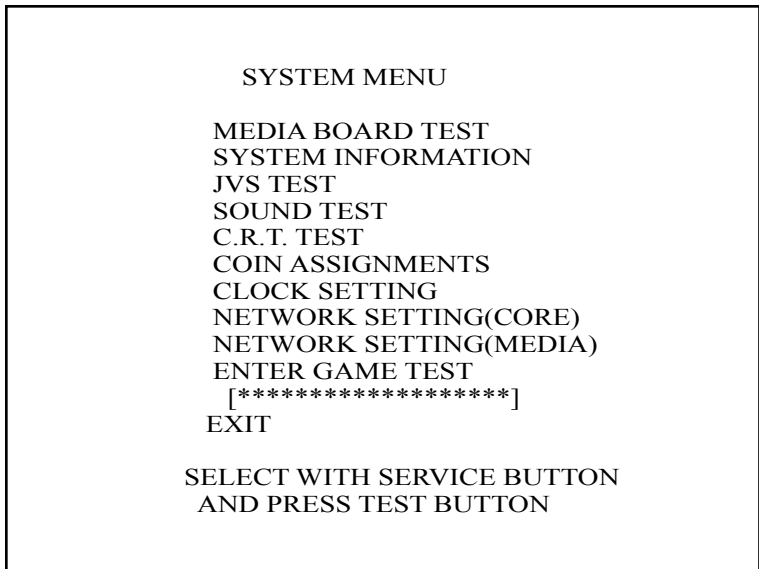 SYSTEM MENU
MEDIA BOARD TEST
SYSTEM INFORMATION
JVS TEST
SOUND TEST
C.R.T. TEST
COIN ASSIGNMENTS
CLOCK SETTING
NETWORK SETTING(CORE)
NETWORK SETTING(MEDIA)
ENTER GAME TEST
[*******************]
EXIT
SELECT WITH SERVICE BUTTON
AND PRESS TEST BUTTON